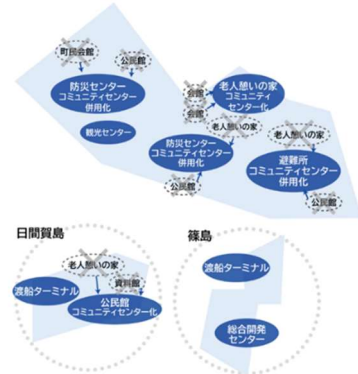 町民会館
公民館
防災センター
コミュニティセンター
併用化
観光センター
会館
会館
老人憩いの家
コミュニティ
センター化
老人憩いの家
防災センター
コミュニティセンター
併用化
公民館
老人憩いの家
避難所
コミュニティセンター
併用化
公民館
日間賀島
老人憩いの家
資料館
渡船ターミナル
公民館
コミュニティセンター化
篠島
渡船ターミナル
総合開発
センター